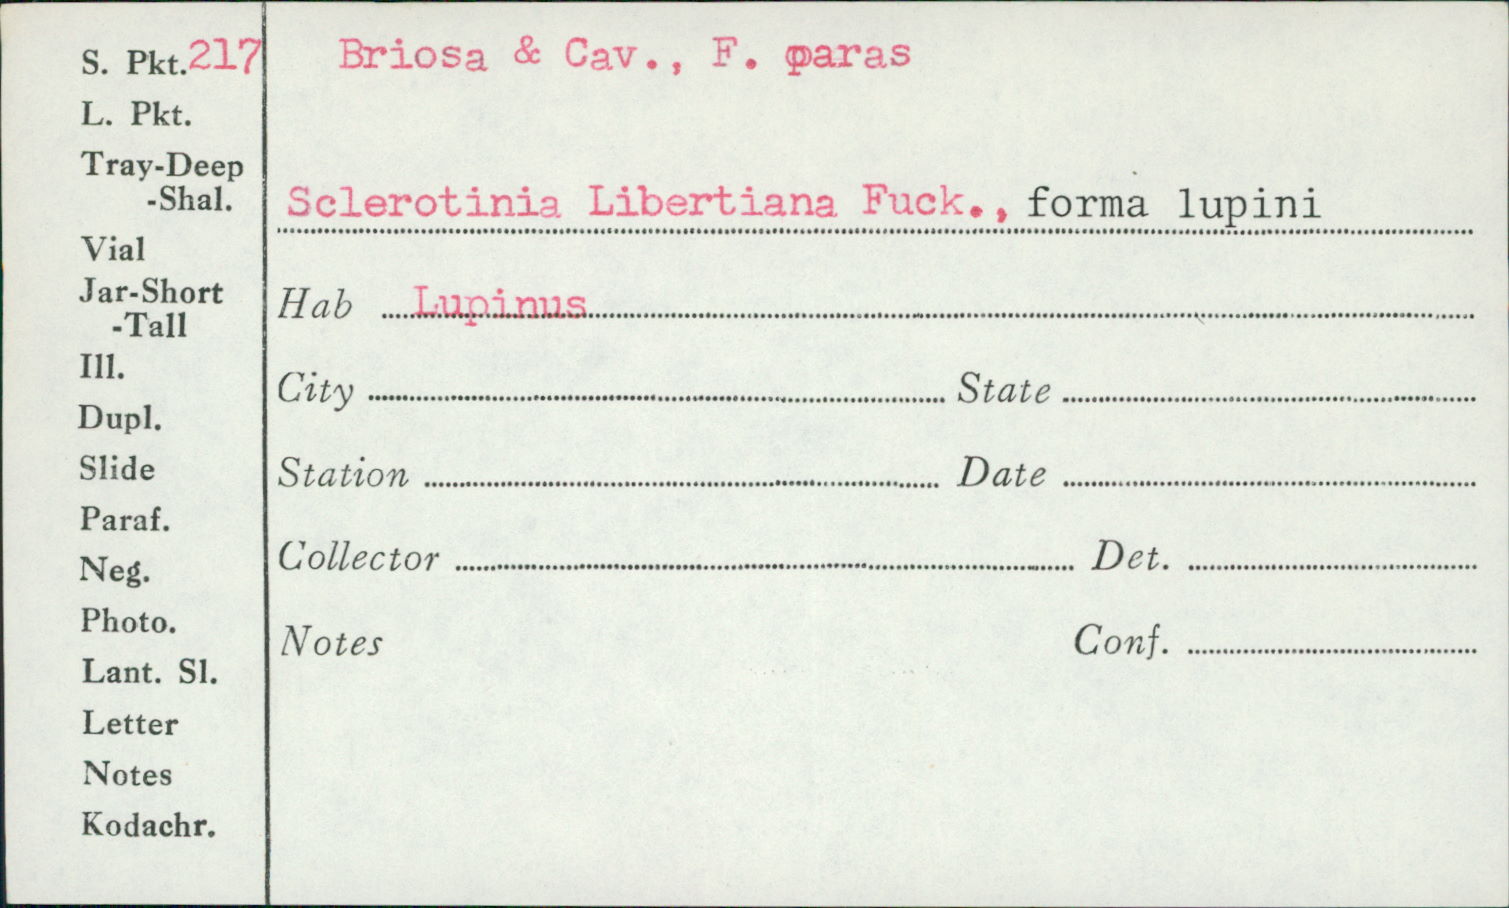 S. Pkt.217
L. Pkt.
Tray-Deep
-Shal.
Vial
Jar-Short
-Tall
Ill.
Dupl.
Slide
Paraf.
Neg.
Photo.
Lant. Sl.
Letter
Notes
Kodachr.
Briosa & Cav., F. paras
Sclerotinia Libertiana Fuck., forma lupini
Hab Lupinus
City State
Station Date
Collector Det.
Notes Conf.